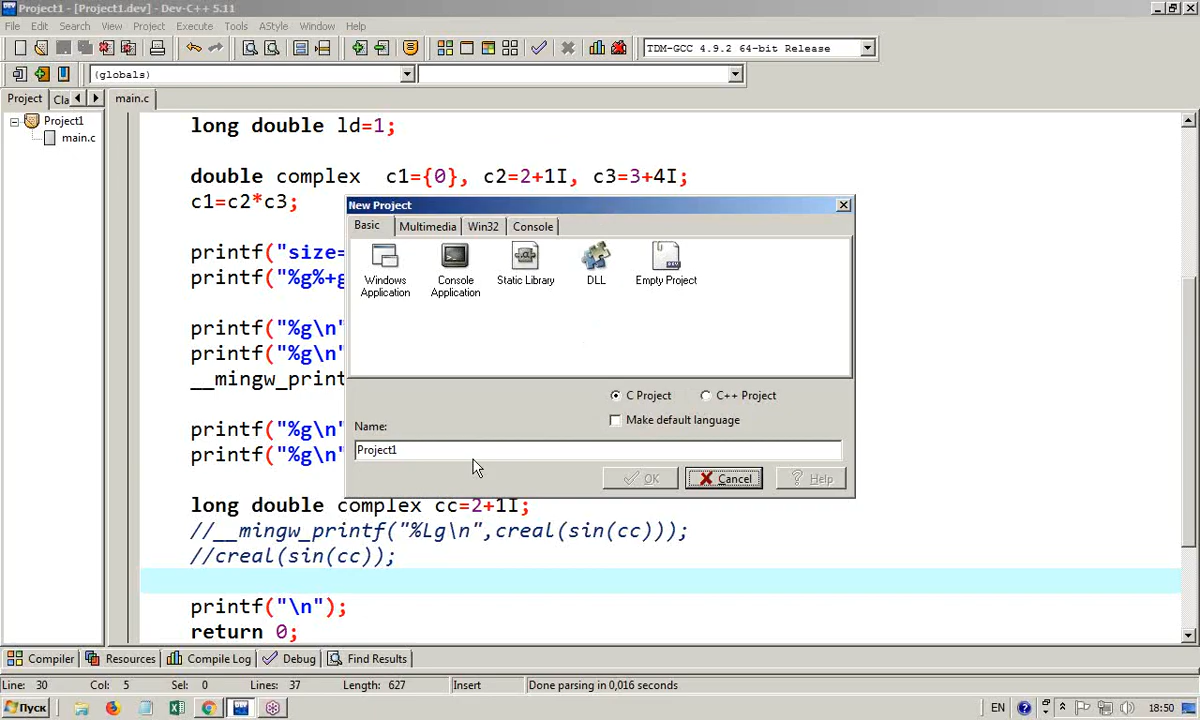 Project1 - [Project1.dev] - Dev-C++ 5.11
File Edit Search View Project Execute Tools AStyle Window Help
TDM-GCC 4.9.2 64-bit Release
(globals)
Project Cla main.c
Project1
main.c
long double ld=1;
double complex  c1={0}, c2=2+1I, c3=3+4I;
c1=c2*c3;
printf("size=
printf("%g%+g
printf("%g\n"
printf("%g\n"
__mingw_print
printf("%g\n"
printf("%g\n"
long double complex cc=2+1I;
//__mingw_printf("%Lg\n",creal(sin(cc)));
//creal(sin(cc));
printf("\n");
return 0;
New Project
Basic Multimedia Win32 Console
Windows Application
Console Application
Static Library
DLL
Empty Project
C Project C++ Project
Make default language
Name:
Project1
OK Cancel ? Help
Compiler Resources Compile Log Debug Find Results
Line: 30 Col: 5 Sel: 0 Lines: 37 Length: 627 Insert Done parsing in 0,016 seconds
Пуск EN 18:50